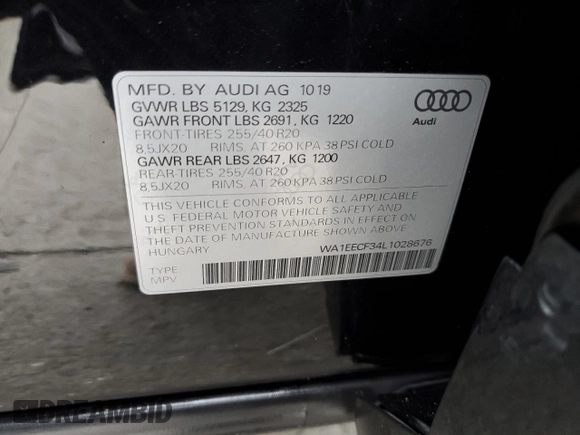 MFD. BY AUDI AG 10 19
GVWR LBS 5129, KG 2325
GAWR FRONT LBS 2691, KG 1220
FRONT-TIRES 255/40 R20
8,5JX20 RIMS, AT 260 KPA 38 PSI COLD
GAWR REAR LBS 2647, KG 1200
REAR-TIRES 255/40 R20
8,5JX20 RIMS, AT 260 KPA 38 PSI COLD
THIS VEHICLE CONFORMS TO ALL APPLICABLE
U S FEDERAL MOTOR VEHICLE SAFETY AND
THEFT PREVENTION STANDARDS IN EFFECT ON
THE DATE OF MANUFACTURE SHOWN ABOVE
HUNGARY WA1EECF34L1028676
TYPE
MPV
Audi
DREAMBID